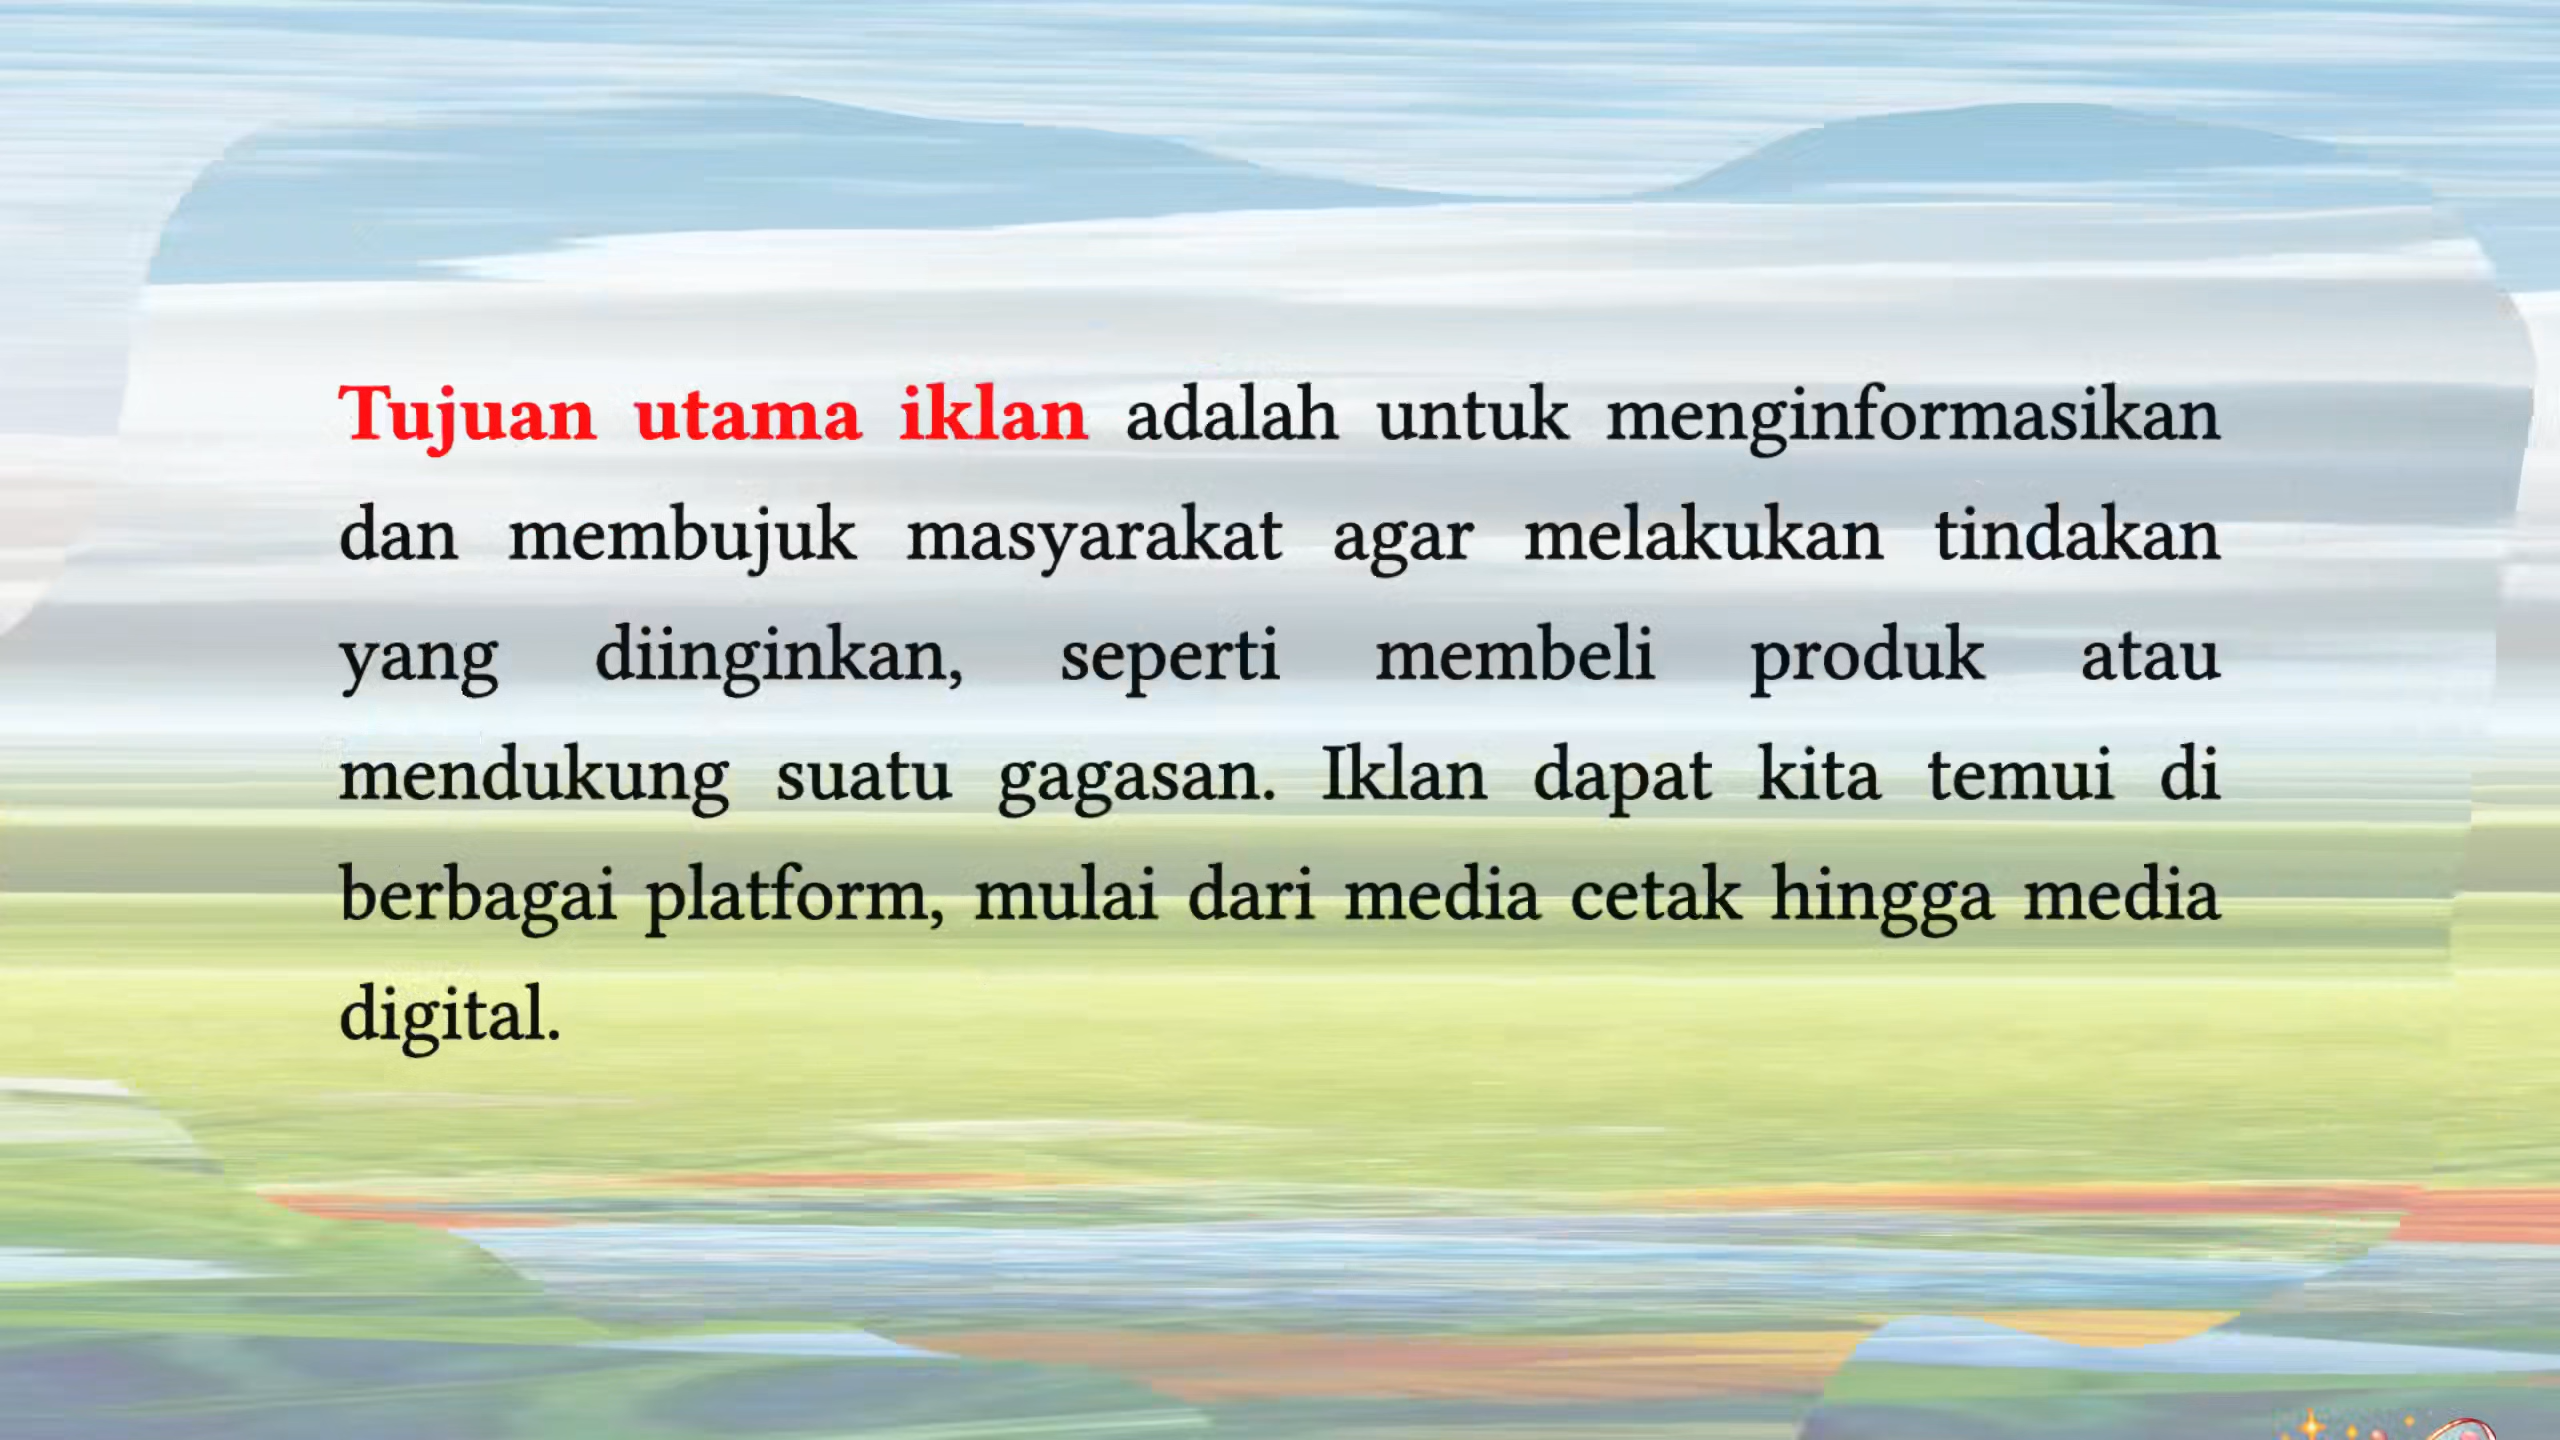 Tujuan utama iklan adalah untuk menginformasikan
dan membujuk masyarakat agar melakukan tindakan
yang diinginkan, seperti membeli produk atau
mendukung suatu gagasan. Iklan dapat kita temui di
berbagai platform, mulai dari media cetak hingga media
digital.